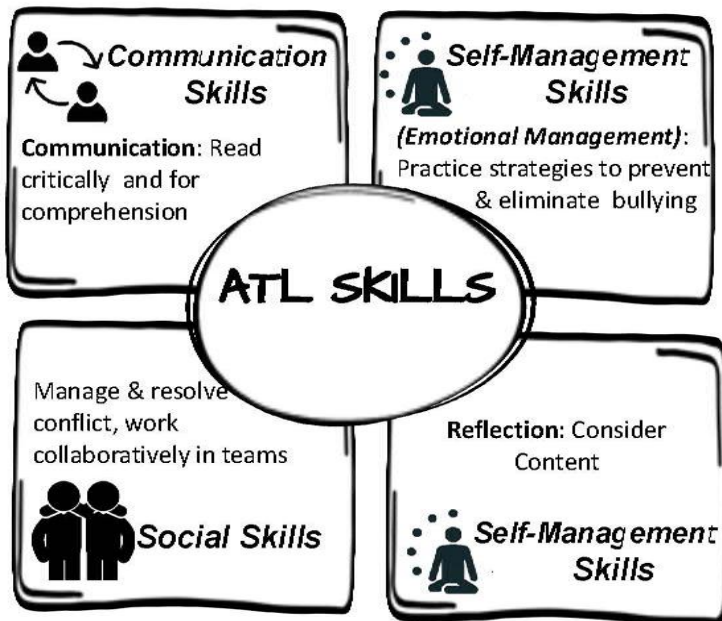 Communication
Skills
Communication: Read
critically and for
comprehension
Self-Management
Skills
(Emotional Management):
Practice strategies to prevent
& eliminate bullying
ATL SKILLS
Manage & resolve
conflict, work
collaboratively in teams
Social Skills
Reflection: Consider
Content
Self-Management
Skills